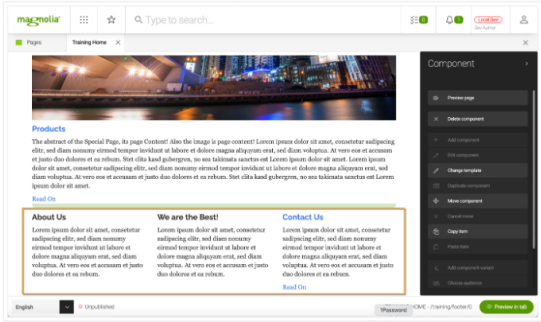 magnolia
Type to search...
0
7
Local Dev
Dev Author
Pages
Training Home
Component
Preview page
Delete component
Add component
Edit component
Change template
Duplicate component
Move component
Cancel move
Copy item
Paste item
Add component variant
Choose audience
Products
The abstract of the Special Page, its page Content! Also the image is page Content! Lorem ipsum dolor sit amet, consetetur sadipscing
elitr, sed diam nonumy eirmod tempor invidunt ut labore et dolore magna aliquyam erat, sed diam voluptua. At vero eos et accusam et
justo duo dolores et ea rebum. Stet clita kasd gubergren, no sea takimata sanctus est Lorem ipsum dolor sit amet. Lorem ipsum
dolor sit amet, consetetur sadipscing elitr, sed diam nonumy eirmod tempor invidunt ut labore et dolore magna aliquyam erat, sed
diam voluptua. At vero eos et accusam et justo duo dolores et ea rebum. Stet clita kasd gubergren, no sea takimata sanctus est Lorem
ipsum dolor sit amet.
Read On
About Us
Lorem ipsum dolor sit amet, consetetur
sadipscing elitr, sed diam nonumy
eirmod tempor invidunt ut labore et
dolore magna aliquyam erat, sed diam
voluptua. At vero eos et accusam et justo
duo dolores et ea rebum.
We are the Best!
Lorem ipsum dolor sit amet, consetetur
sadipscing elitr, sed diam nonumy
eirmod tempor invidunt ut labore et
dolore magna aliquyam erat, sed diam
voluptua. At vero eos et accusam et justo
duo dolores et ea rebum.
Contact Us
Lorem ipsum dolor sit amet, consetetur
sadipscing elitr, sed diam nonumy
eirmod tempor invidunt ut labore et
dolore magna aliquyam erat, sed diam
voluptua. At vero eos et accusam et justo
duo dolores et ea rebum.
Read On
English
Unpublished
1Password
OME - /training/footer/0
Preview in tab